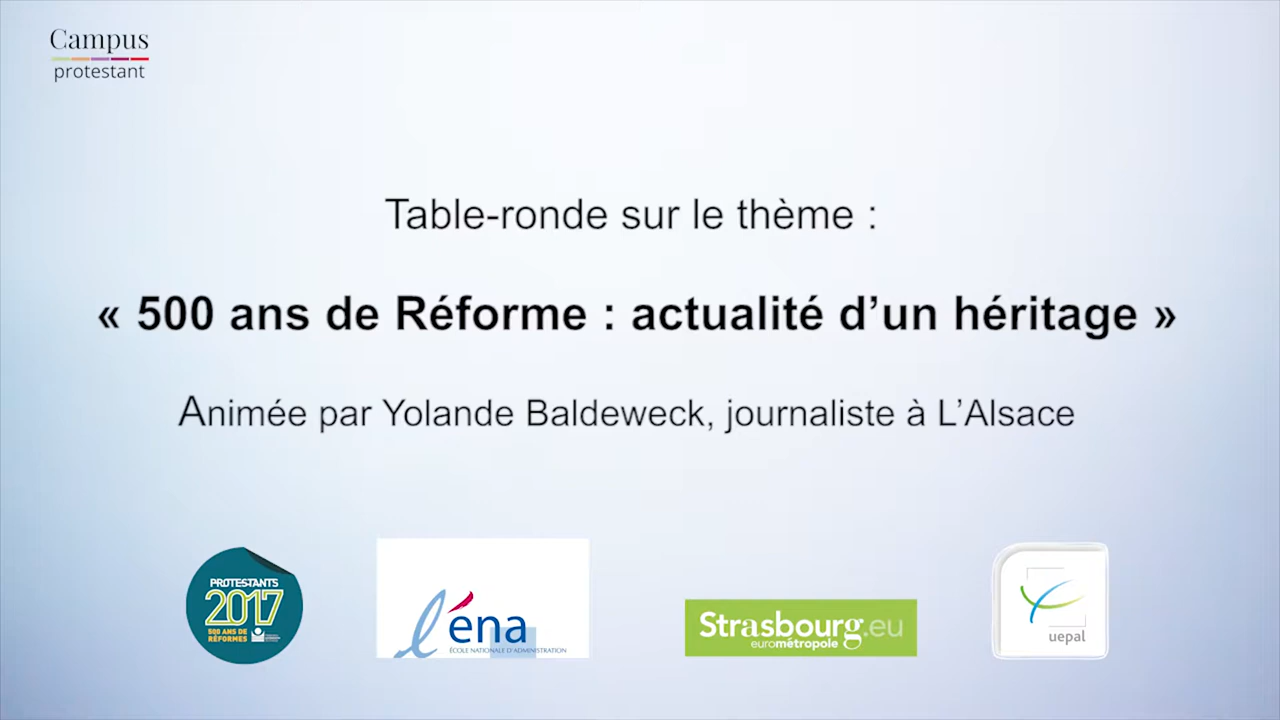 Campus
protestant
Table-ronde sur le thème :
« 500 ans de Réforme : actualité d’un héritage »
Animée par Yolande Baldeweck, journaliste à L’Alsace
PROTESTANTS
2017
500 ANS DE
RÉFORMES
l’éna
ÉCOLE NATIONALE D’ADMINISTRATION
Strasbourg.eu
eurométropole
uepal